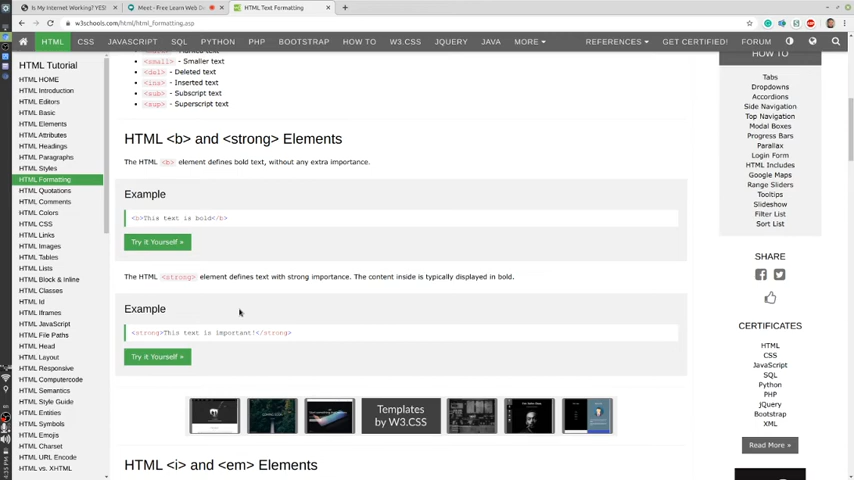 Is My Internet Working? YES!
Meet - Free Learn Web D
HTML Text Formatting
w3schools.com/html/html_formatting.asp
HTML
CSS
JAVASCRIPT
SQL
PYTHON
PHP
BOOTSTRAP
HOW TO
W3.CSS
JQUERY
JAVA
MORE
REFERENCES
GET CERTIFIED!
FORUM
HTML Tutorial
HTML HOME
HTML Introduction
HTML Editors
HTML Basic
HTML Elements
HTML Attributes
HTML Headings
HTML Paragraphs
HTML Styles
HTML Formatting
HTML Quotations
HTML Comments
HTML Colors
HTML CSS
HTML Links
HTML Images
HTML Tables
HTML Lists
HTML Block & Inline
HTML Classes
HTML Id
HTML Iframes
HTML JavaScript
HTML File Paths
HTML Head
HTML Layout
HTML Responsive
HTML Computercode
HTML Semantics
HTML Style Guide
HTML Entities
HTML Symbols
HTML Emojis
HTML Charset
HTML URL Encode
HTML vs. XHTML
<small> - Smaller text
<del> - Deleted text
<ins> - Inserted text
<sub> - Subscript text
<sup> - Superscript text
HTML <b> and <strong> Elements
The HTML <b> element defines bold text, without any extra importance.
Example
<b>This text is bold</b>
Try it Yourself »
The HTML <strong> element defines text with strong importance. The content inside is typically displayed in bold.
Example
<strong>This text is important!</strong>
Try it Yourself »
Templates
by W3.CSS
HTML <i> and <em> Elements
HOW TO
Tabs
Dropdowns
Accordions
Side Navigation
Top Navigation
Modal Boxes
Progress Bars
Parallax
Login Form
HTML Includes
Google Maps
Range Sliders
Tooltips
Slideshow
Filter List
Sort List
SHARE
CERTIFICATES
HTML
CSS
JavaScript
SQL
Python
PHP
jQuery
Bootstrap
XML
Read More »
4:35 PM